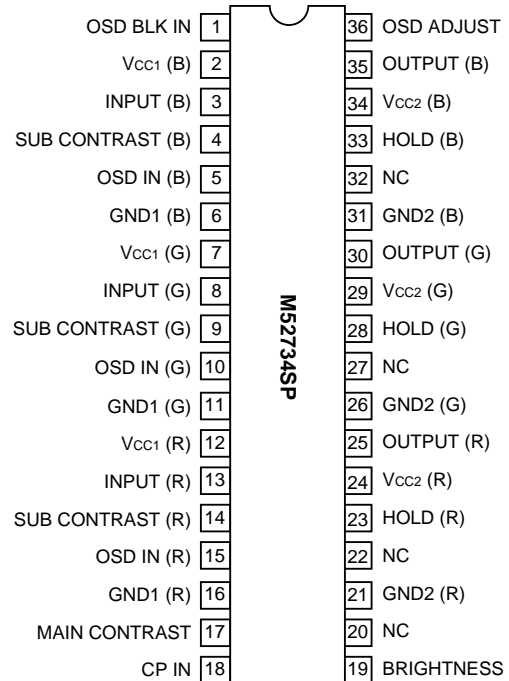 OSD BLK IN 1 36 OSD ADJUST
VCC1 (B) 2 35 OUTPUT (B)
INPUT (B) 3 34 VCC2 (B)
SUB CONTRAST (B) 4 33 HOLD (B)
OSD IN (B) 5 32 NC
GND1 (B) 6 31 GND2 (B)
VCC1 (G) 7 30 OUTPUT (G)
INPUT (G) 8 29 VCC2 (G)
SUB CONTRAST (G) 9 28 HOLD (G)
OSD IN (G) 10 27 NC
GND1 (G) 11 26 GND2 (G)
VCC1 (R) 12 25 OUTPUT (R)
INPUT (R) 13 24 VCC2 (R)
SUB CONTRAST (R) 14 23 HOLD (R)
OSD IN (R) 15 22 NC
GND1 (R) 16 21 GND2 (R)
MAIN CONTRAST 17 20 NC
CP IN 18 19 BRIGHTNESS
M52734SP